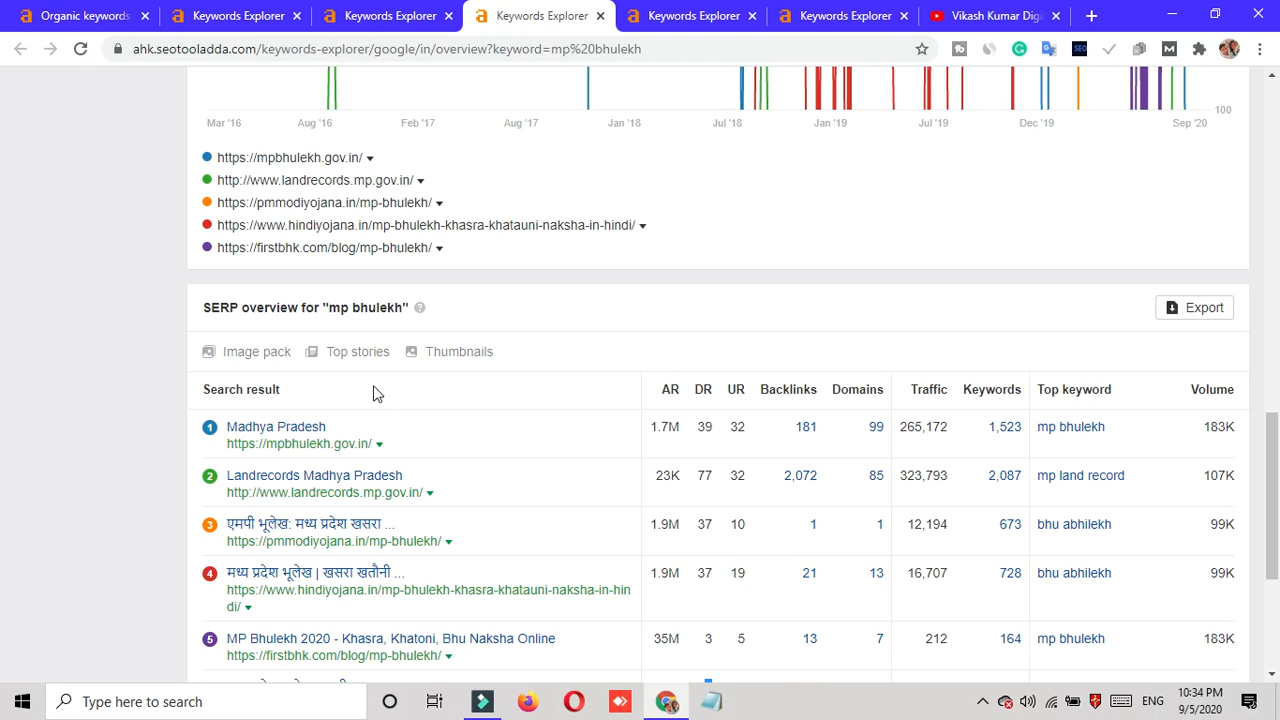 Organic keywords
Keywords Explorer
Keywords Explorer
Keywords Explorer
Keywords Explorer
Keywords Explorer
Vikash Kumar Dig
ahk.seotooladda.com/keywords-explorer/google/in/overview?keyword=mp%20bhulekh
100
Mar '16 Aug '16 Feb '17 Aug '17 Jan '18 Jul '18 Jan '19 Jul '19 Dec '19 Sep '20
https://mpbhulekh.gov.in/
http://www.landrecords.mp.gov.in/
https://pmmodiyojana.in/mp-bhulekh/
https://www.hindiyojana.in/mp-bhulekh-khasra-khatauni-naksha-in-hindi/
https://firstbhk.com/blog/mp-bhulekh/
SERP overview for "mp bhulekh" ?
Export
Image pack Top stories Thumbnails
Search result AR DR UR Backlinks Domains Traffic Keywords Top keyword Volume
1 Madhya Pradesh 1.7M 39 32 181 99 265,172 1,523 mp bhulekh 183K
https://mpbhulekh.gov.in/
2 Landrecords Madhya Pradesh 23K 77 32 2,072 85 323,793 2,087 mp land record 107K
http://www.landrecords.mp.gov.in/
3 एमपी भूलेख: मध्य प्रदेश खसरा ... 1.9M 37 10 1 1 12,194 673 bhu abhilekh 99K
https://pmmodiyojana.in/mp-bhulekh/
4 मध्य प्रदेश भूलेख | खसरा खतौनी ... 1.9M 37 19 21 13 16,707 728 bhu abhilekh 99K
https://www.hindiyojana.in/mp-bhulekh-khasra-khatauni-naksha-in-hin
di/
5 MP Bhulekh 2020 - Khasra, Khatoni, Bhu Naksha Online 35M 3 5 13 7 212 164 mp bhulekh 183K
https://firstbhk.com/blog/mp-bhulekh/
Type here to search
ENG
10:34 PM
9/5/2020